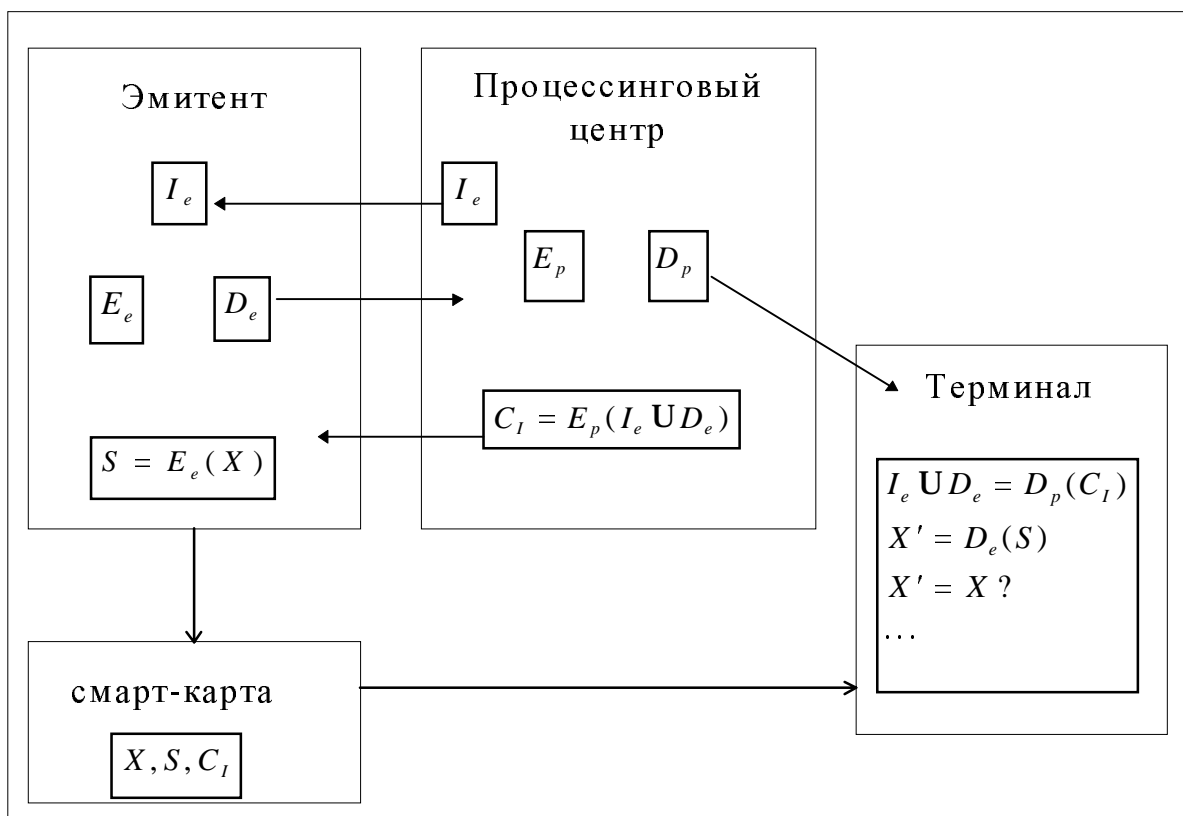 Эмитент
I_e
E_e
D_e
S = E_e(X)
Процессинговый
центр
I_e
E_p
D_p
C_I = E_p(I_e U D_e)
Терминал
I_e U D_e = D_p(C_I)
X′ = D_e(S)
X′ = X ?
...
смарт-карта
X, S, C_I